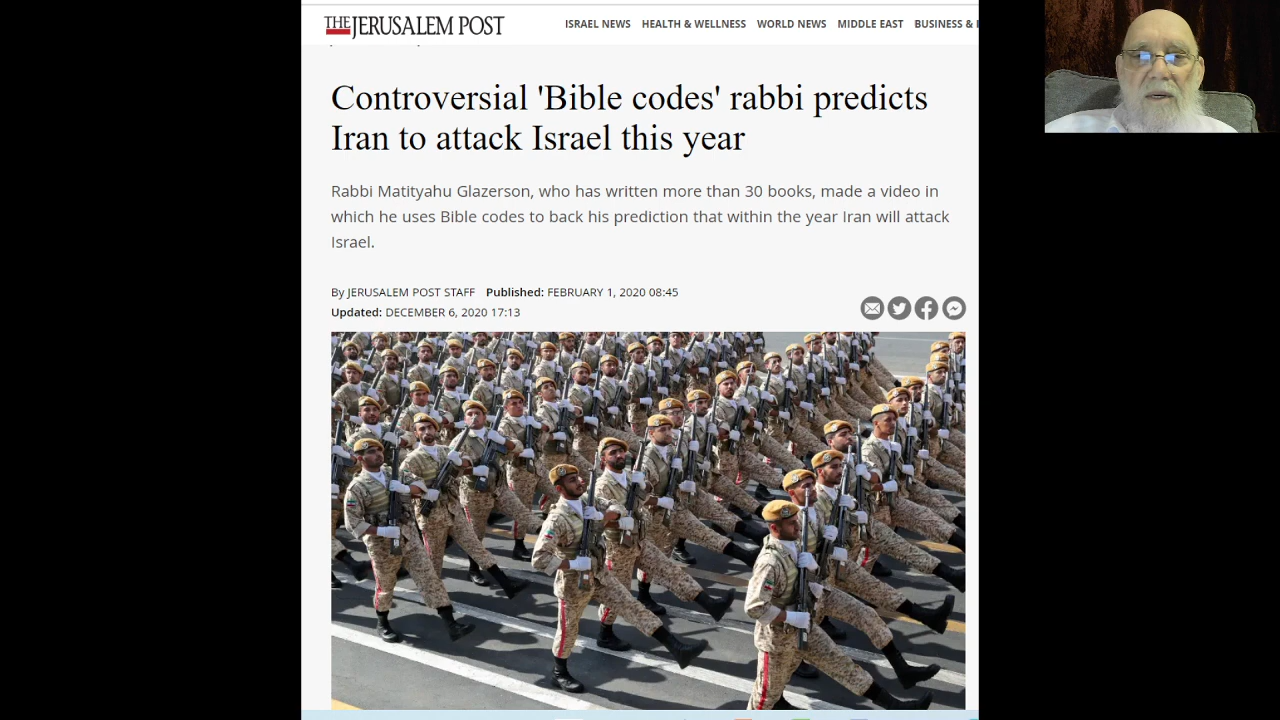 THE JERUSALEM POST
ISRAEL NEWS HEALTH & WELLNESS WORLD NEWS MIDDLE EAST BUSINESS &
Controversial 'Bible codes' rabbi predicts
Iran to attack Israel this year
Rabbi Matityahu Glazerson, who has written more than 30 books, made a video in
which he uses Bible codes to back his prediction that within the year Iran will attack
Israel.
By JERUSALEM POST STAFF Published: FEBRUARY 1, 2020 08:45
Updated: DECEMBER 6, 2020 17:13